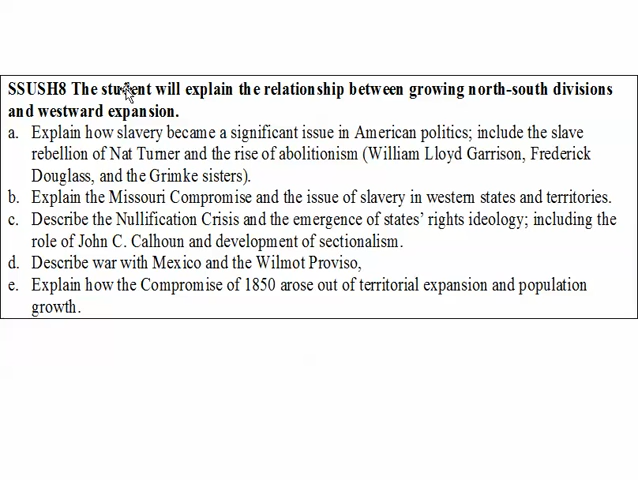 SSUSH8 The student will explain the relationship between growing north-south divisions
and westward expansion.
a. Explain how slavery became a significant issue in American politics; include the slave
rebellion of Nat Turner and the rise of abolitionism (William Lloyd Garrison, Frederick
Douglass, and the Grimke sisters).
b. Explain the Missouri Compromise and the issue of slavery in western states and territories.
c. Describe the Nullification Crisis and the emergence of states’ rights ideology; including the
role of John C. Calhoun and development of sectionalism.
d. Describe war with Mexico and the Wilmot Proviso,
e. Explain how the Compromise of 1850 arose out of territorial expansion and population
growth.